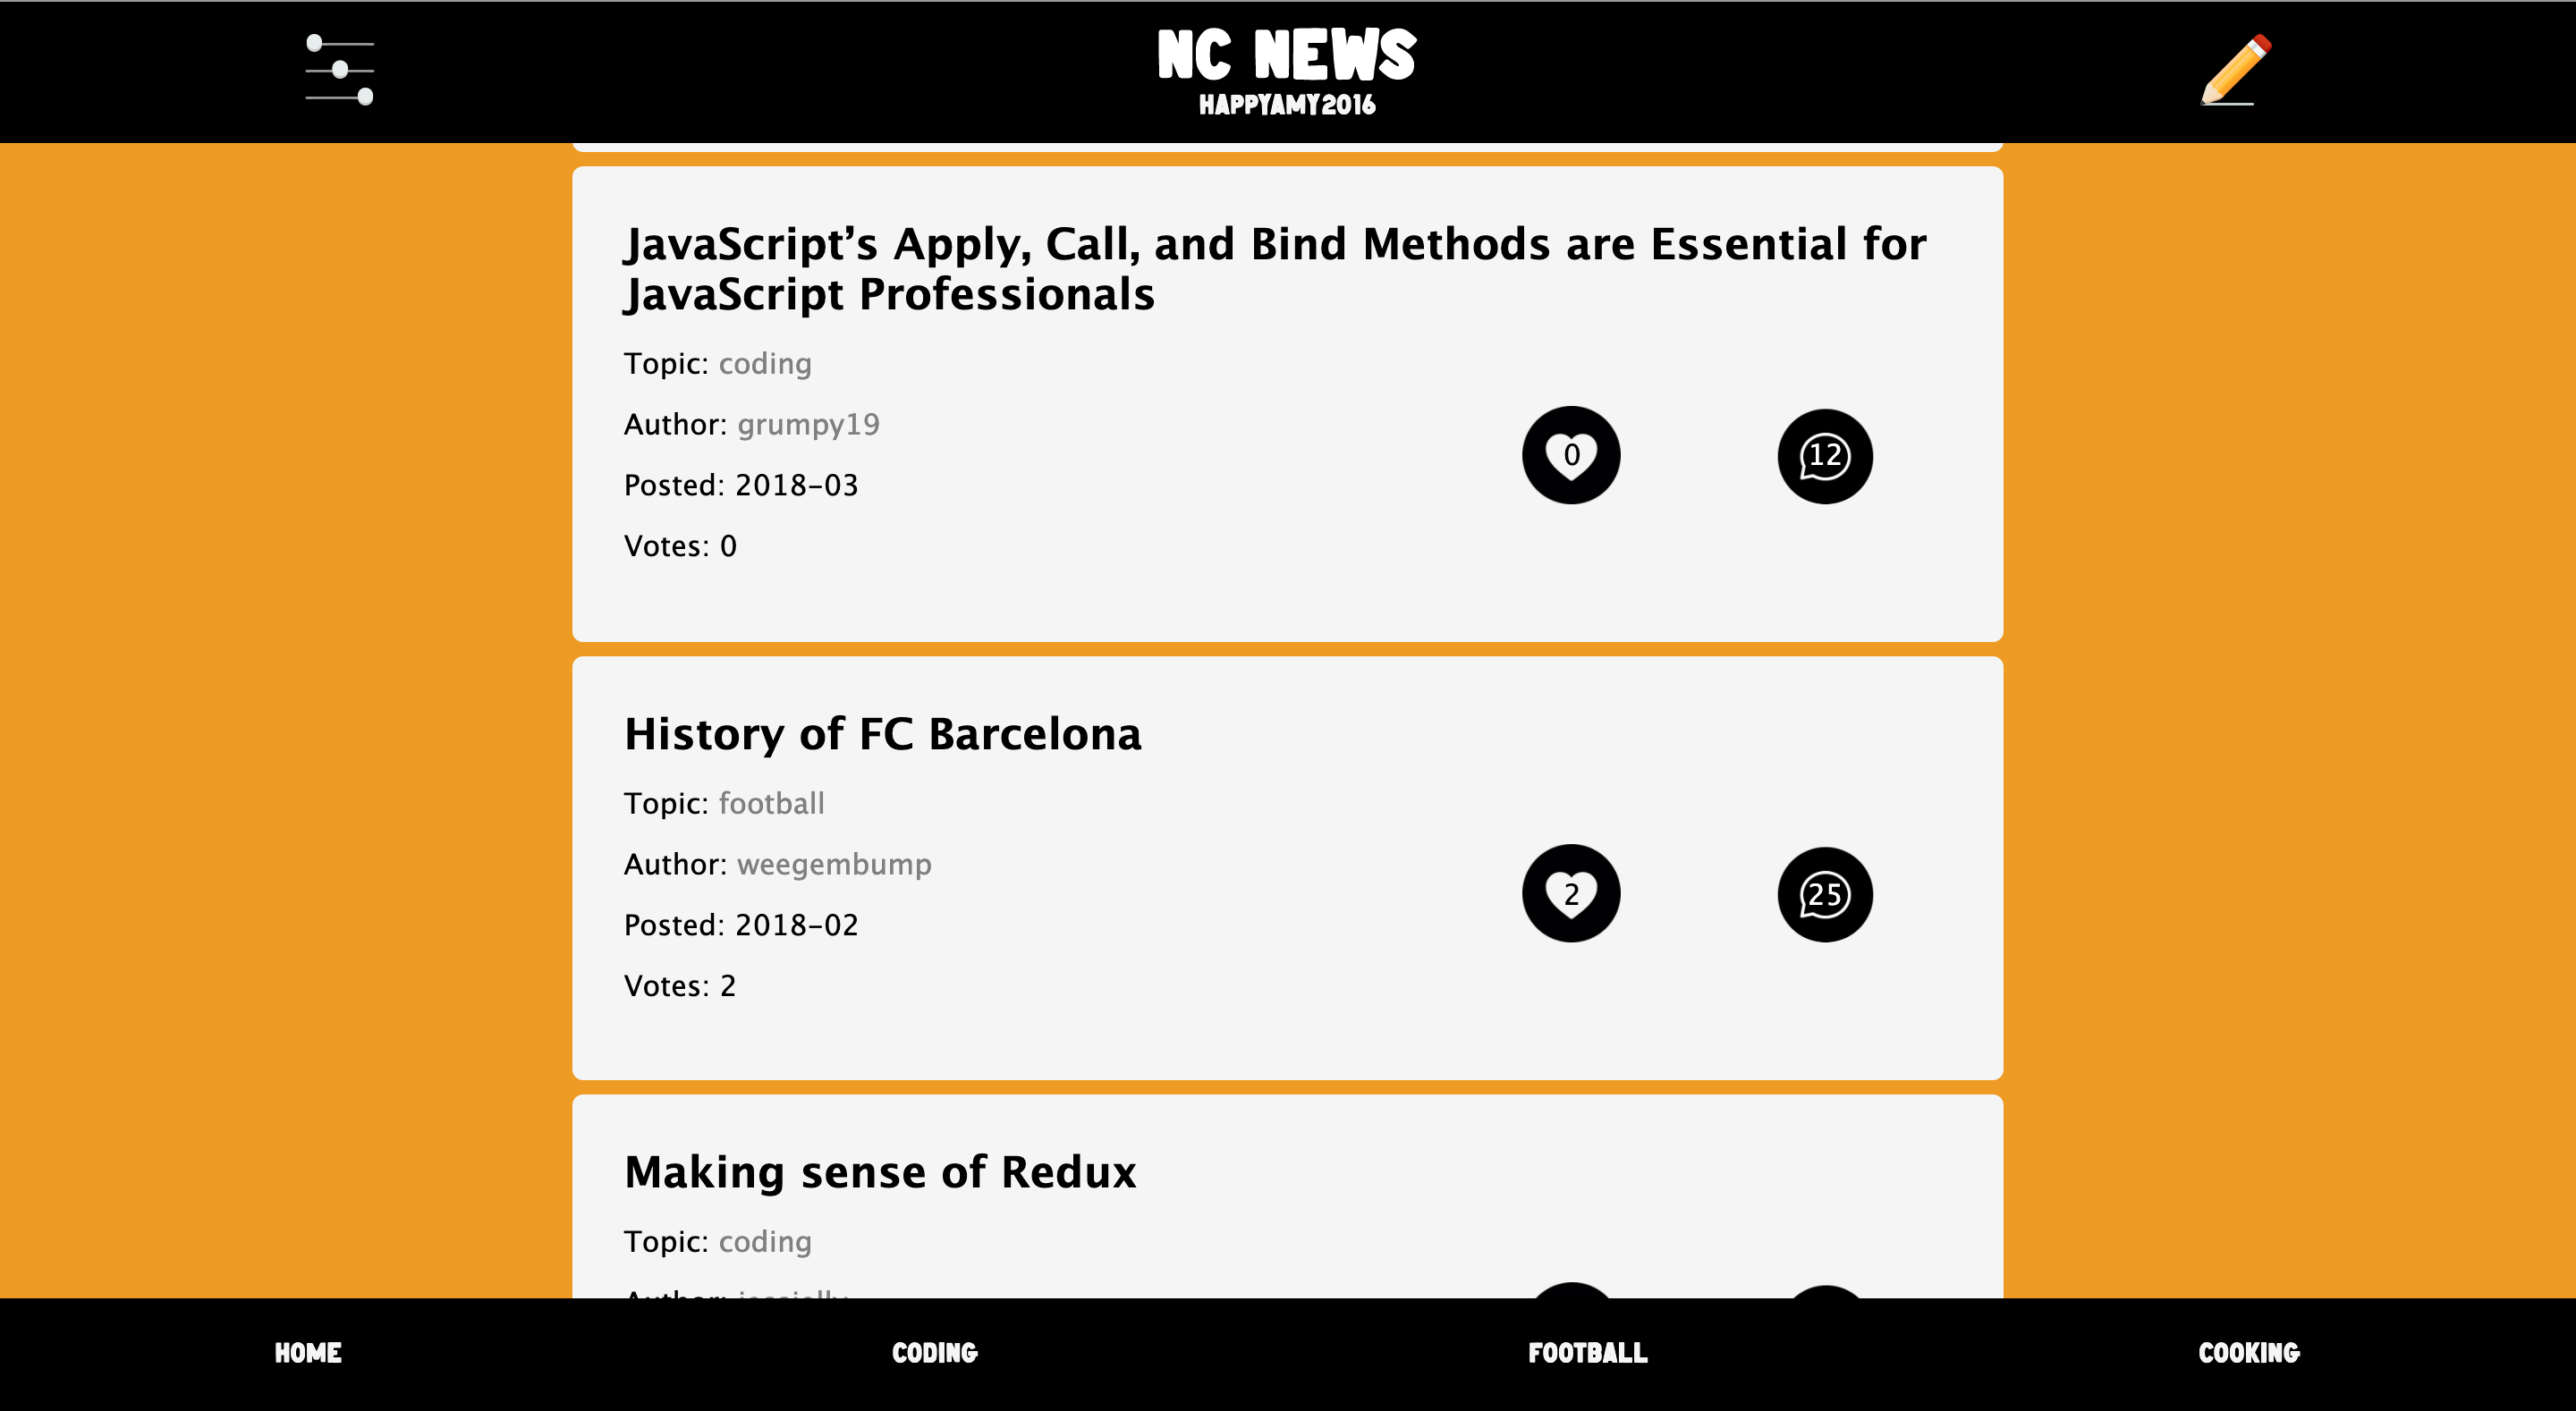 NC NEWS
HAPPYAMY2016
JavaScript’s Apply, Call, and Bind Methods are Essential for
JavaScript Professionals
Topic: coding
Author: grumpy19
Posted: 2018-03
Votes: 0
0
12
History of FC Barcelona
Topic: football
Author: weegembump
Posted: 2018-02
Votes: 2
2
25
Making sense of Redux
Topic: coding
Author:
HOME
CODING
FOOTBALL
COOKING